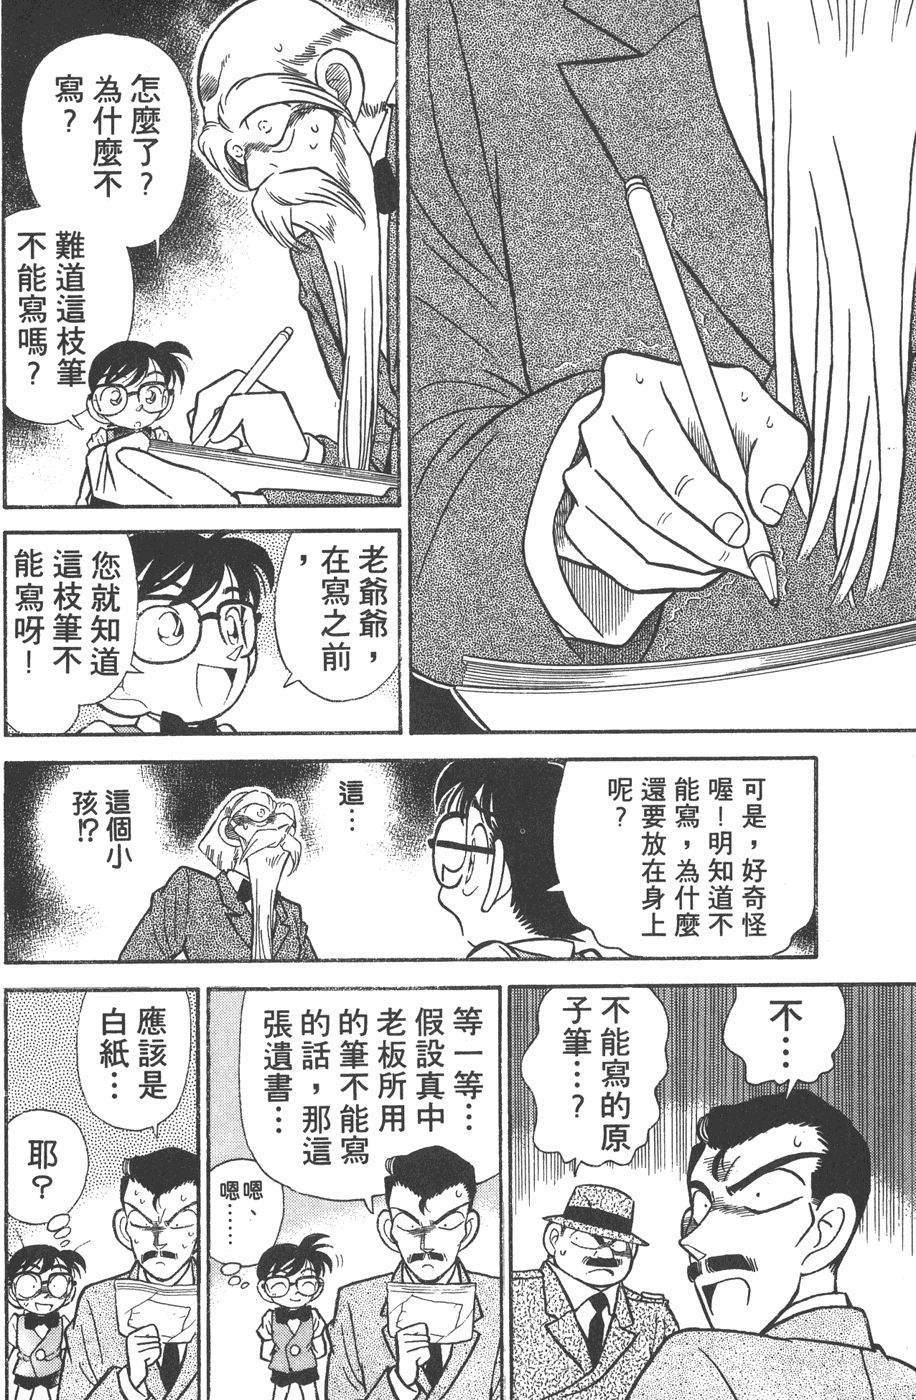 怎麼了？
為什麼不
寫？
難道這枝筆
不能寫嗎？
老爺爺，
在寫之前
，
您就知道
這枝筆不
能寫呀！
可是，好奇怪
喔！明知道不
能寫，為什麼
還要放在身上
呢？
這…
這個小
孩!?
不…
不能寫的原
子筆…？
等一等…
假設真中
老板所用
的筆不能寫
的話，那這
張遺書…
嗯嗯、
嗯……
應該是
白紙…
耶？